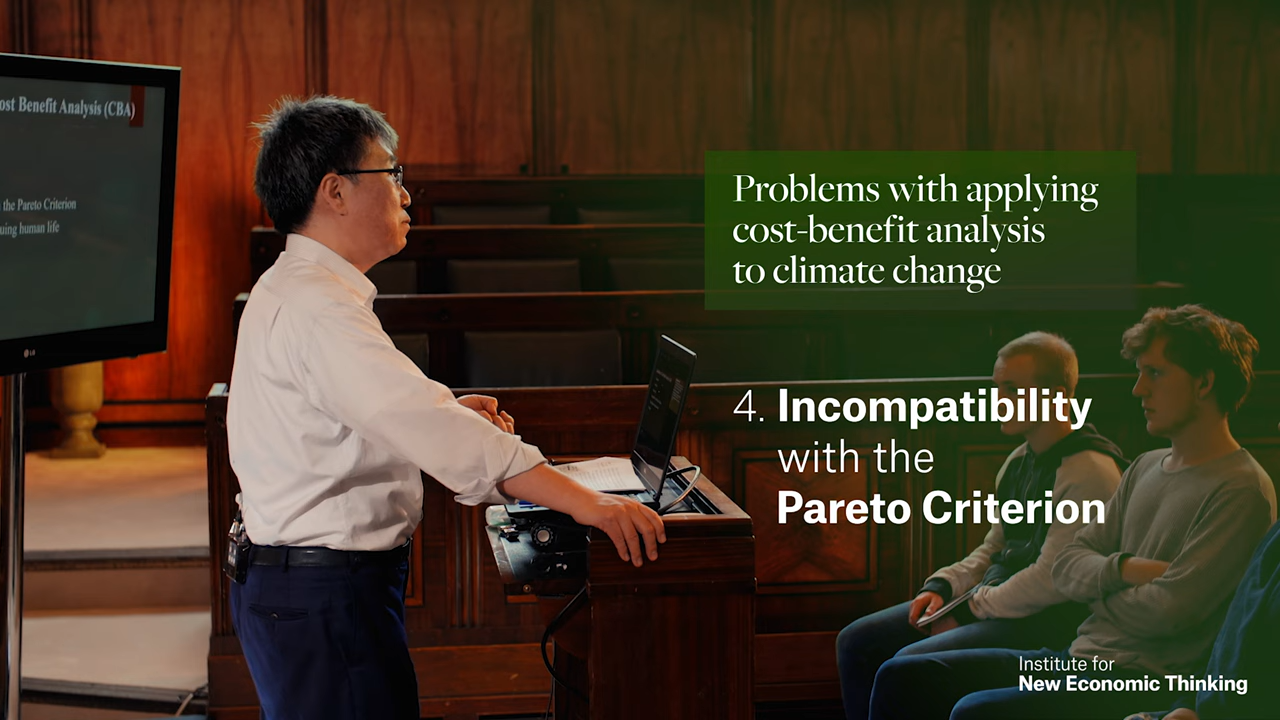 ost Benefit Analysis (CBA)
the Pareto Criterion
uing human life
LG
Problems with applying
cost-benefit analysis
to climate change
4. Incompatibility
with the
Pareto Criterion
Institute for
New Economic Thinking